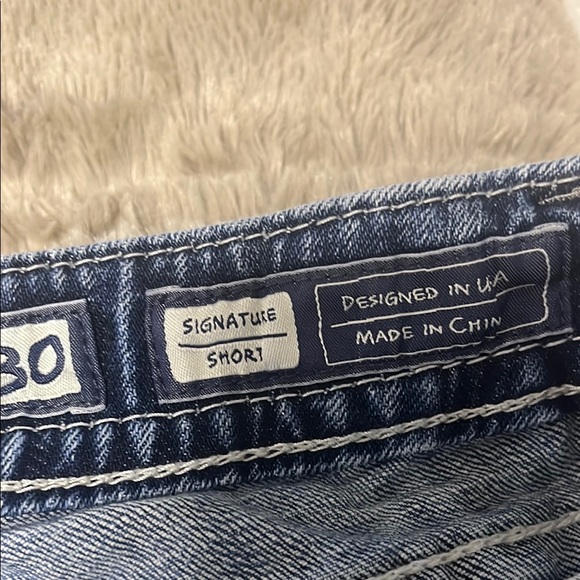 30
SIGNATURE
SHORT
DESIGNED IN
MADE IN CHIN